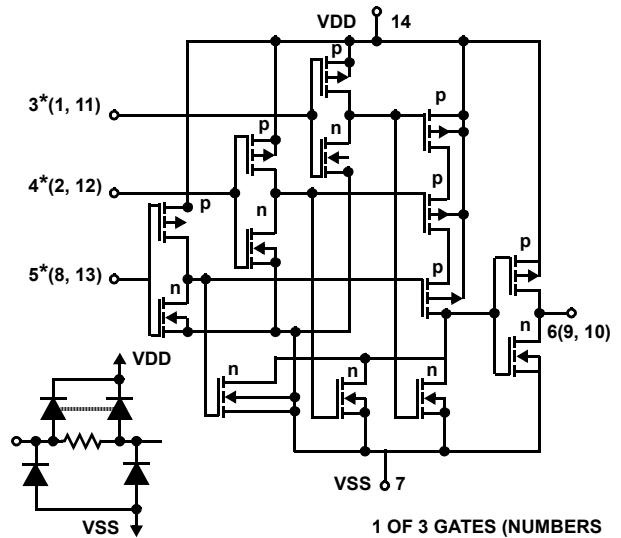 VDD 14
p
3*(1, 11)
n
p
p
4*(2, 12)
p
n
p
p
5*(8, 13)
n
p
n
6(9, 10)
VDD
n
n
n
VSS 7
VSS
1 OF 3 GATES (NUMBERS